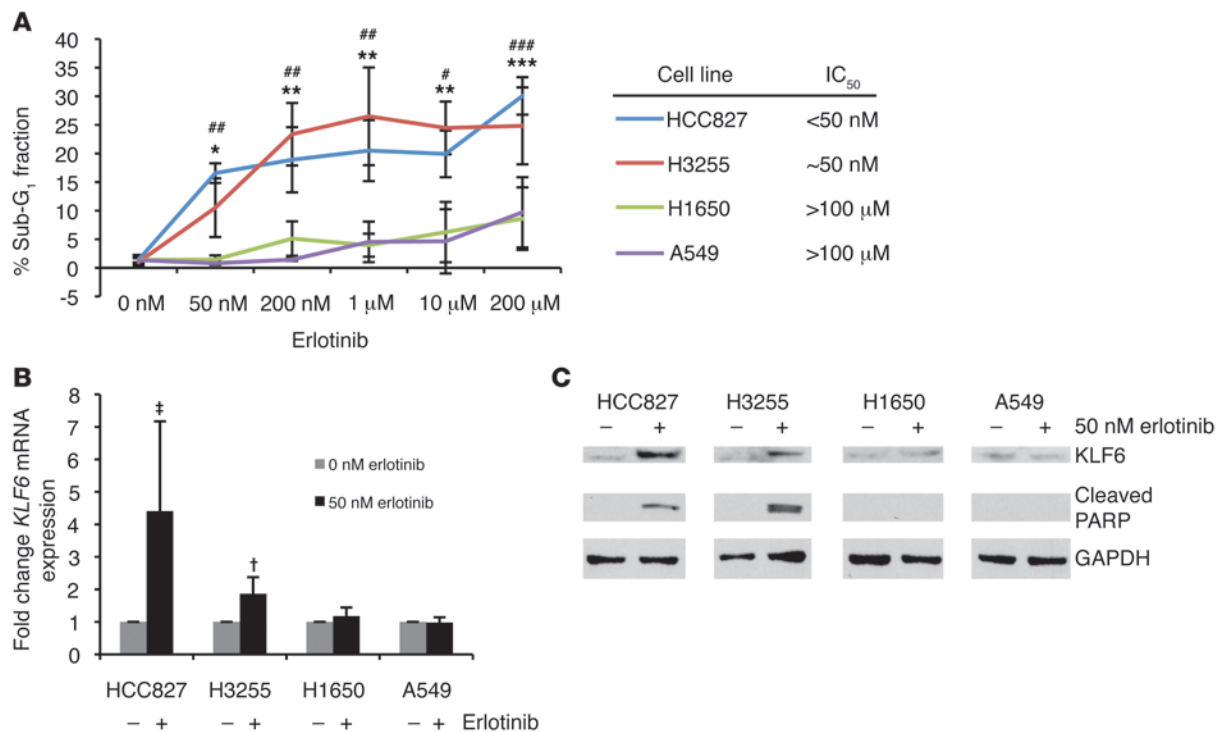 A
% Sub-G₁ fraction
40
35
30
25
20
15
10
5
0
-5
##
*
##
**
##
**
#
**
###
***
0 nM 50 nM 200 nM 1 μM 10 μM 200 μM
Erlotinib
Cell line IC₅₀
HCC827 <50 nM
H3255 ~50 nM
H1650 >100 μM
A549 >100 μM
B
Fold change KLF6 mRNA
expression
8
7
6
5
4
3
2
1
0
‡
†
0 nM erlotinib
50 nM erlotinib
HCC827 H3255 H1650 A549
– + – + – + – + Erlotinib
C
HCC827 H3255 H1650 A549
– + – + – + – + 50 nM erlotinib
KLF6
Cleaved
PARP
GAPDH